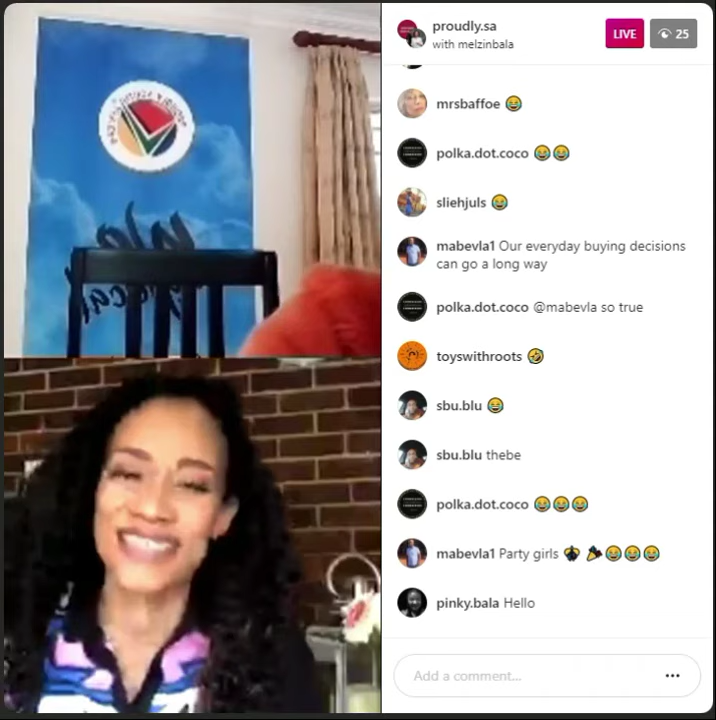 proudly.sa
with melzinbala
LIVE
25
mrsbaffoe 😂
polka.dot.coco 😂😂
sliehjuls 😂
mabevla1 Our everyday buying decisions
can go a long way
polka.dot.coco @mabevla so true
toyswithroots 🤣
sbu.blu 😂
sbu.blu thebe
polka.dot.coco 😂😂😂
mabevla1 Party girls 💃🎉😂😂😂
pinky.bala Hello
Add a comment...